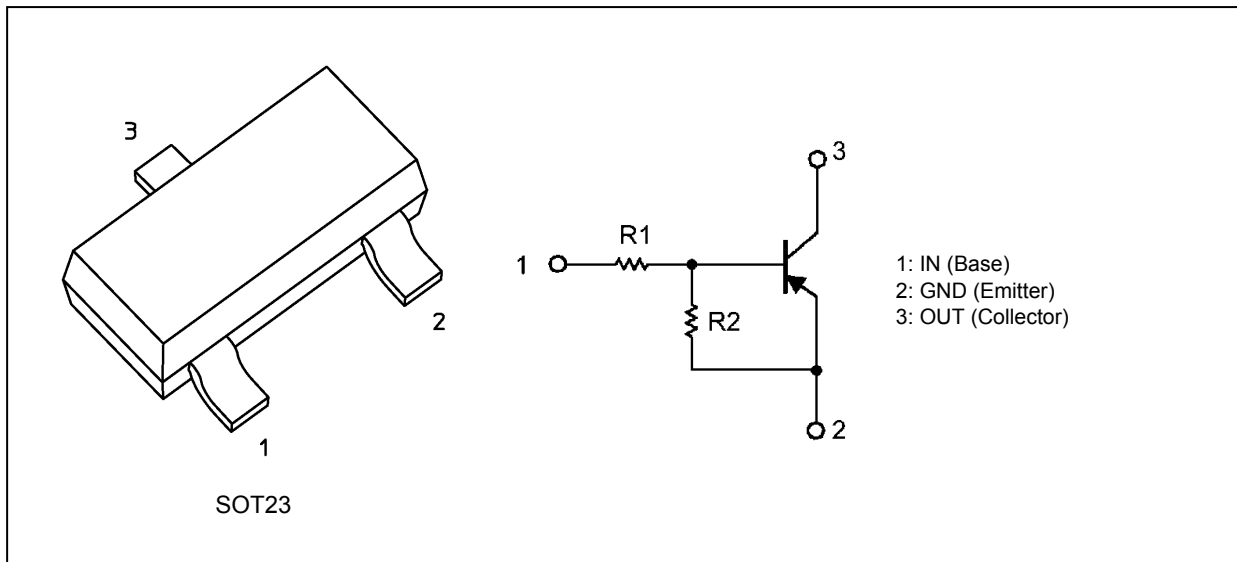 3
2
1
SOT23
3
R1
1
R2
2
1: IN (Base)
2: GND (Emitter)
3: OUT (Collector)